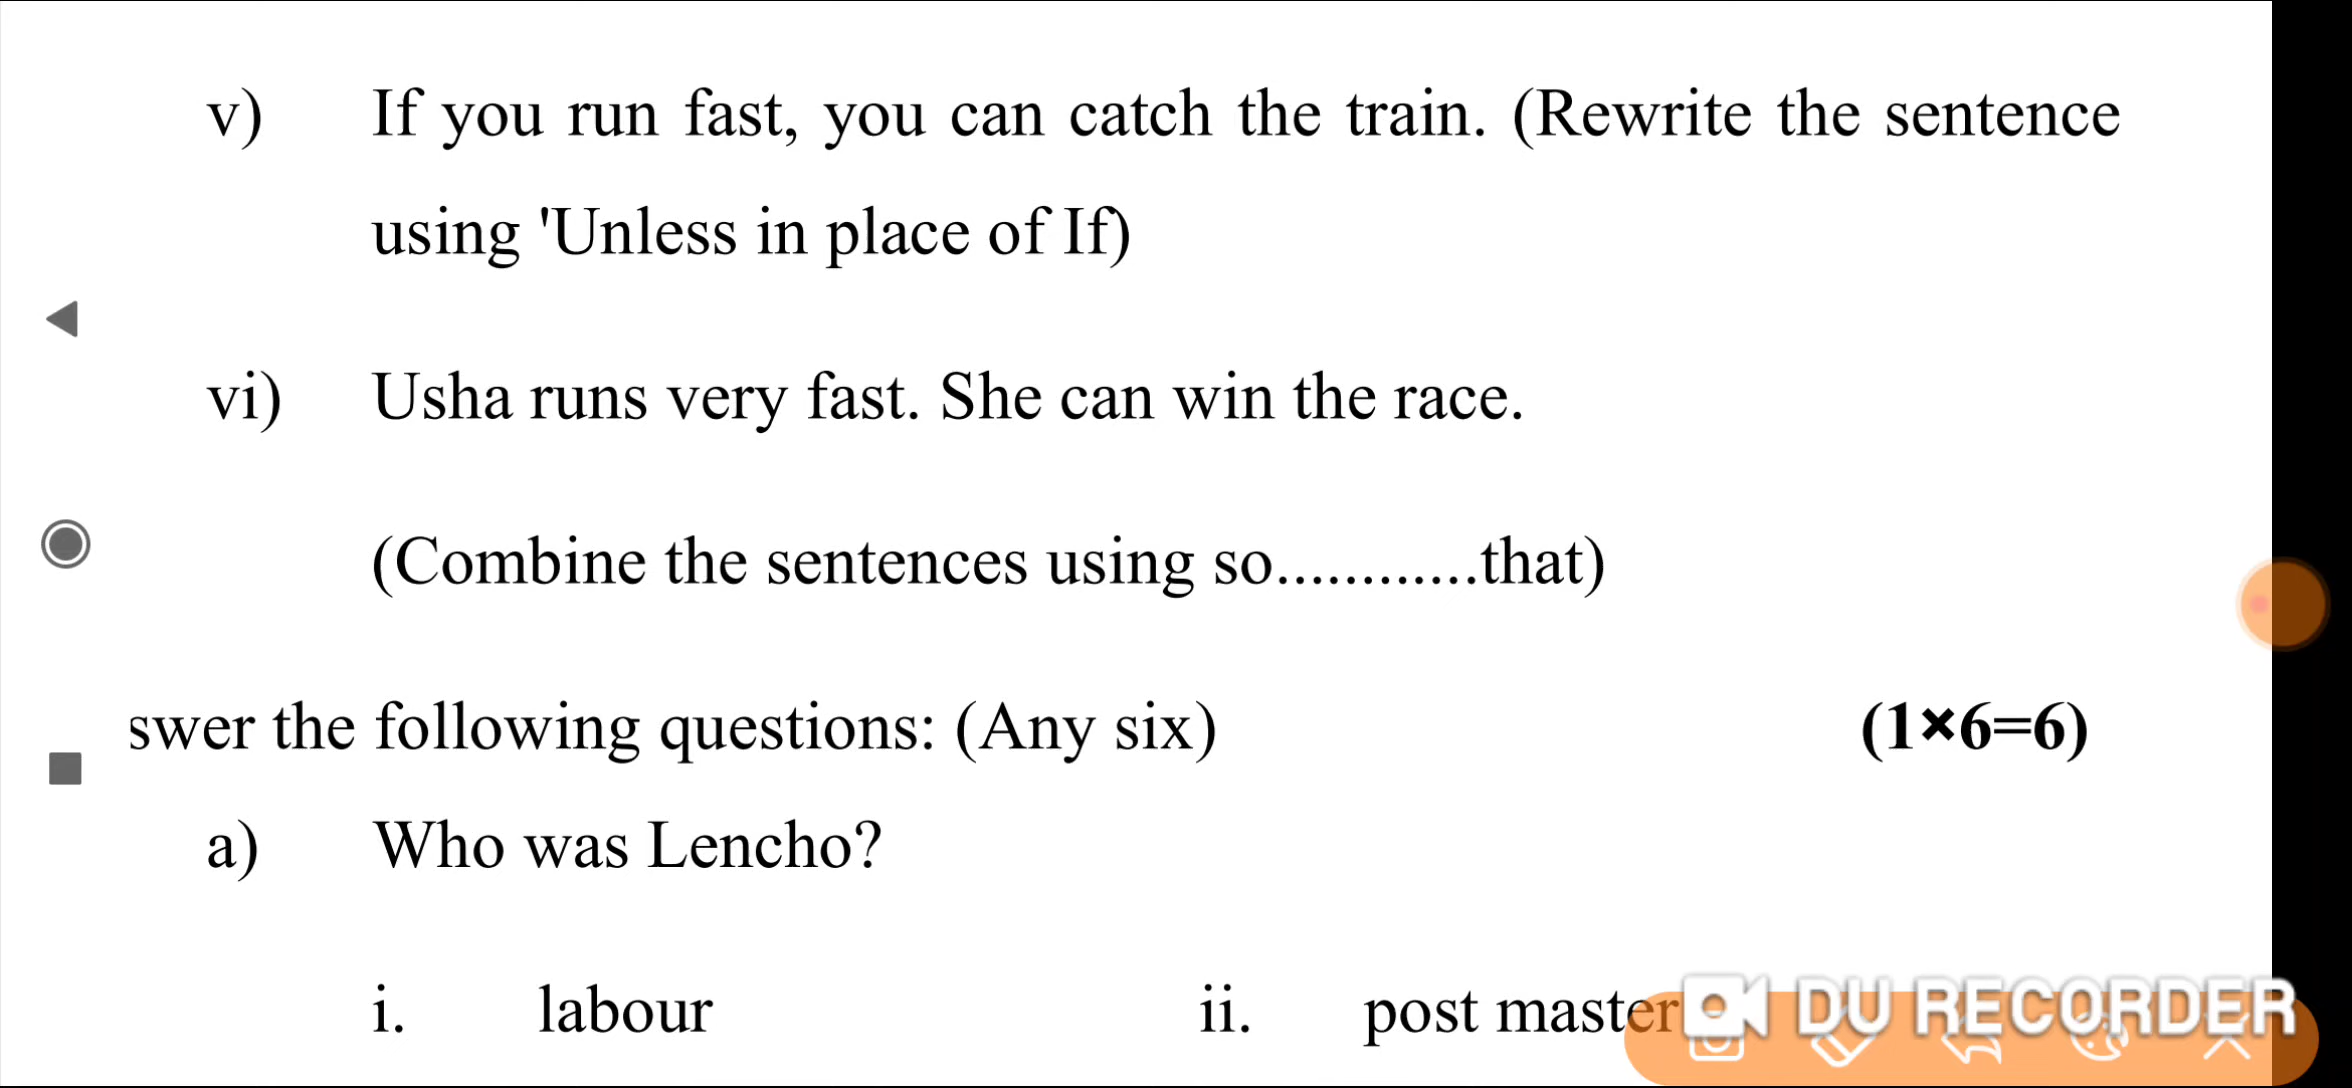 v) If you run fast, you can catch the train. (Rewrite the sentence
using 'Unless in place of If)
vi) Usha runs very fast. She can win the race.
(Combine the sentences using so............that)
swer the following questions: (Any six) (1×6=6)
a) Who was Lencho?
i. labour ii. post master
DU RECORDER